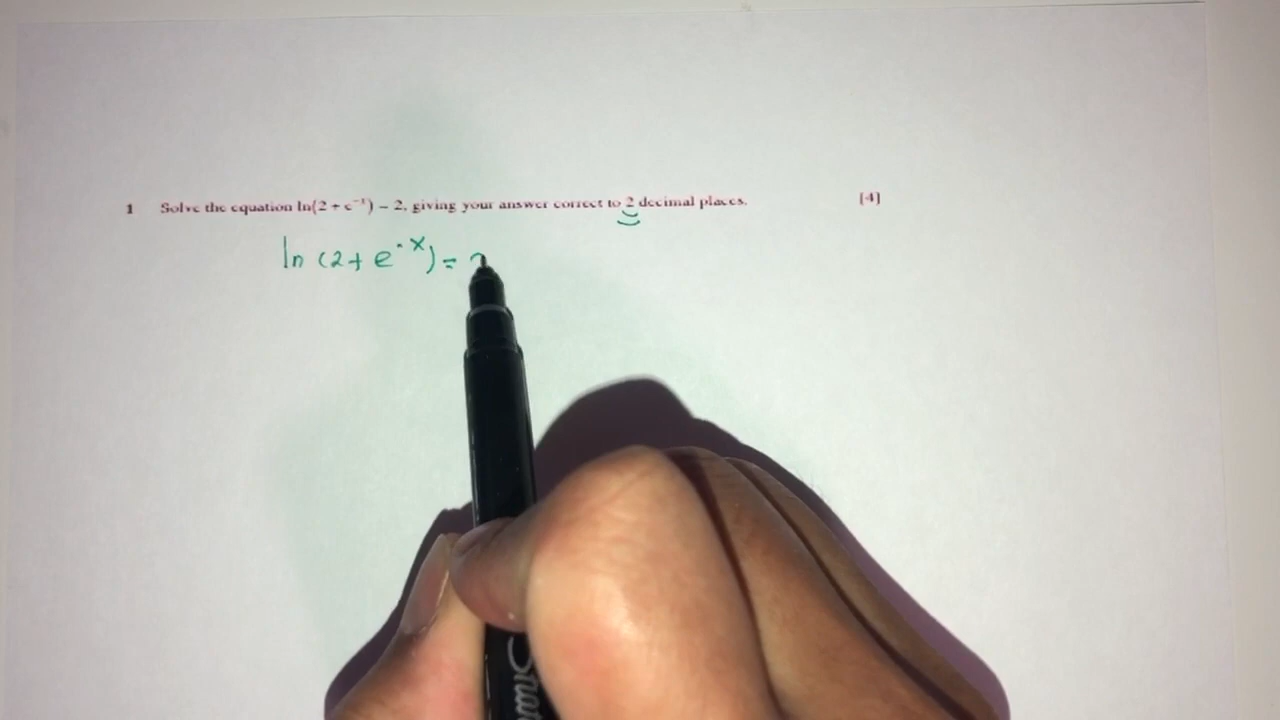 1 Solve the equation ln(2 + e⁻ˣ) = 2, giving your answer correct to 2 decimal places. [4]
ln (2+ e⁻ˣ) =